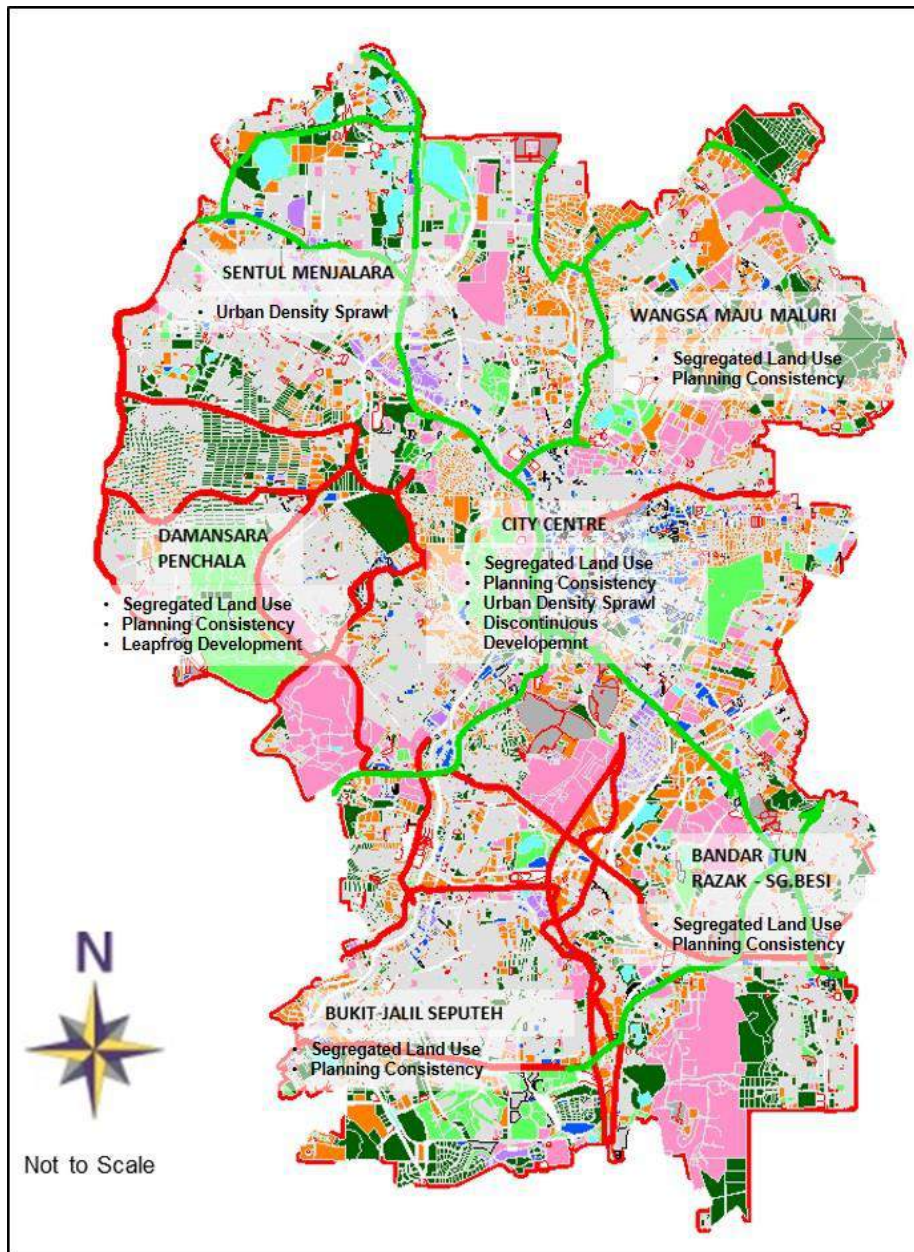 SENTUL MENJALARA
• Urban Density Sprawl
WANGSA MAJU MALURI
• Segregated Land Use
• Planning Consistency
CITY CENTRE
• Segregated Land Use
• Planning Consistency
• Urban Density Sprawl
• Discontinuous
Developemnt
DAMANSARA
PENCHALA
• Segregated Land Use
• Planning Consistency
• Leapfrog Development
BANDAR TUN
RAZAK - SG.BESI
• Segregated Land Use
• Planning Consistency
BUKIT-JALIL SEPUTEH
• Segregated Land Use
• Planning Consistency
N
Not to Scale